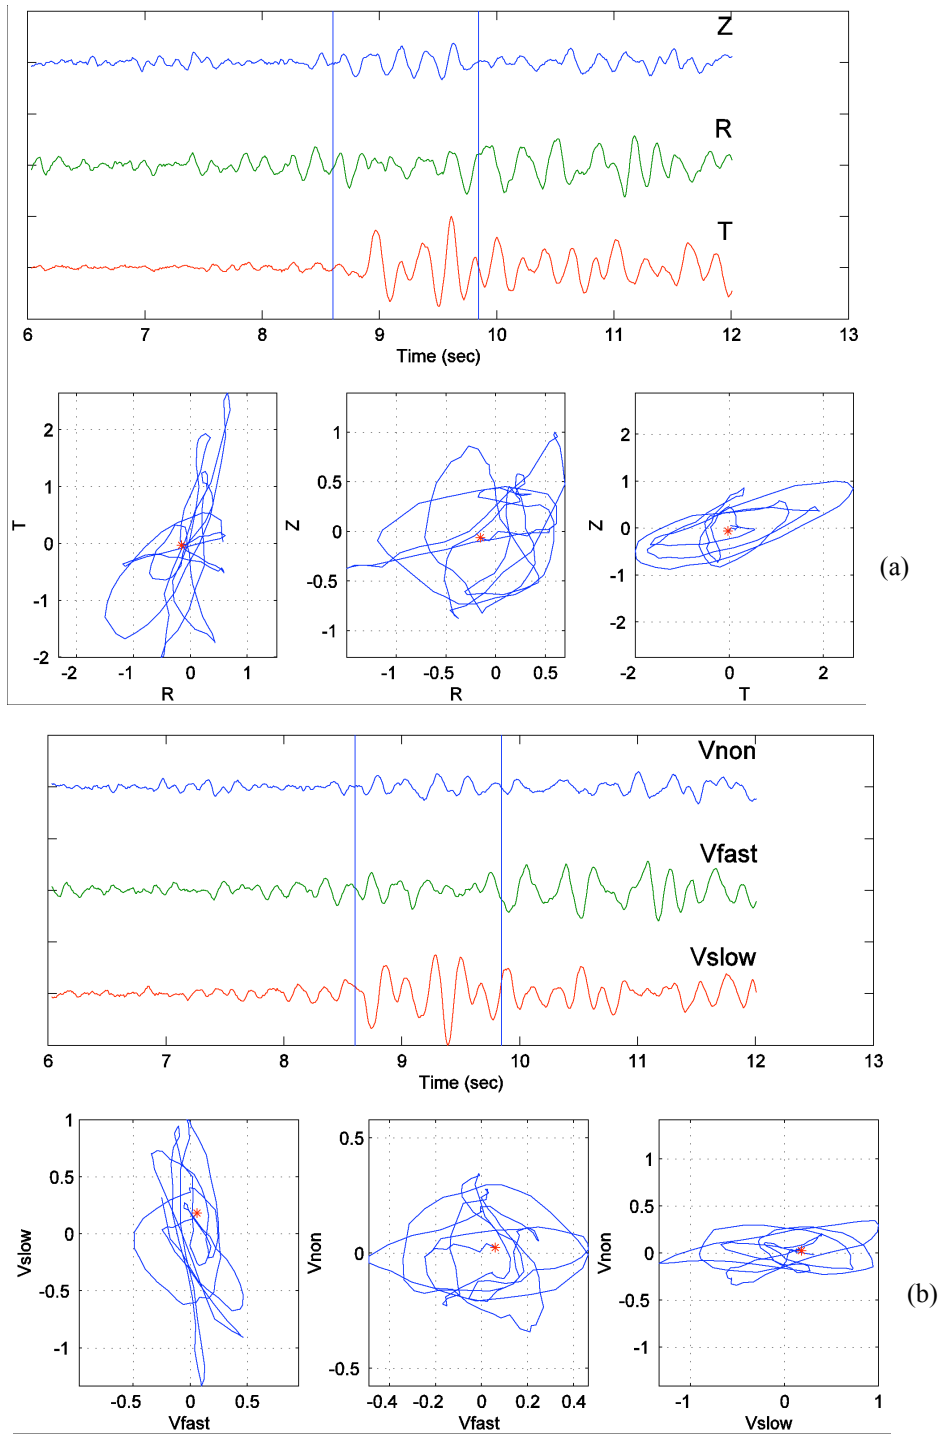 Z
R
T
6 7 8 9 10 11 12 13
Time (sec)
2 1 0 -1 -2
T
-2 -1 0 1
R
1 0.5 0 -0.5 -1
Z
-1 -0.5 0 0.5
R
2 1 0 -1 -2
Z
-2 0 2
T
(a)
Vnon
Vfast
Vslow
6 7 8 9 10 11 12 13
Time (sec)
1 0.5 0 -0.5 -1
Vslow
-0.5 0 0.5
Vfast
0.5 0 -0.5
Vnon
-0.4 -0.2 0 0.2 0.4
Vfast
1 0.5 0 -0.5 -1
Vnon
-1 0 1
Vslow
(b)